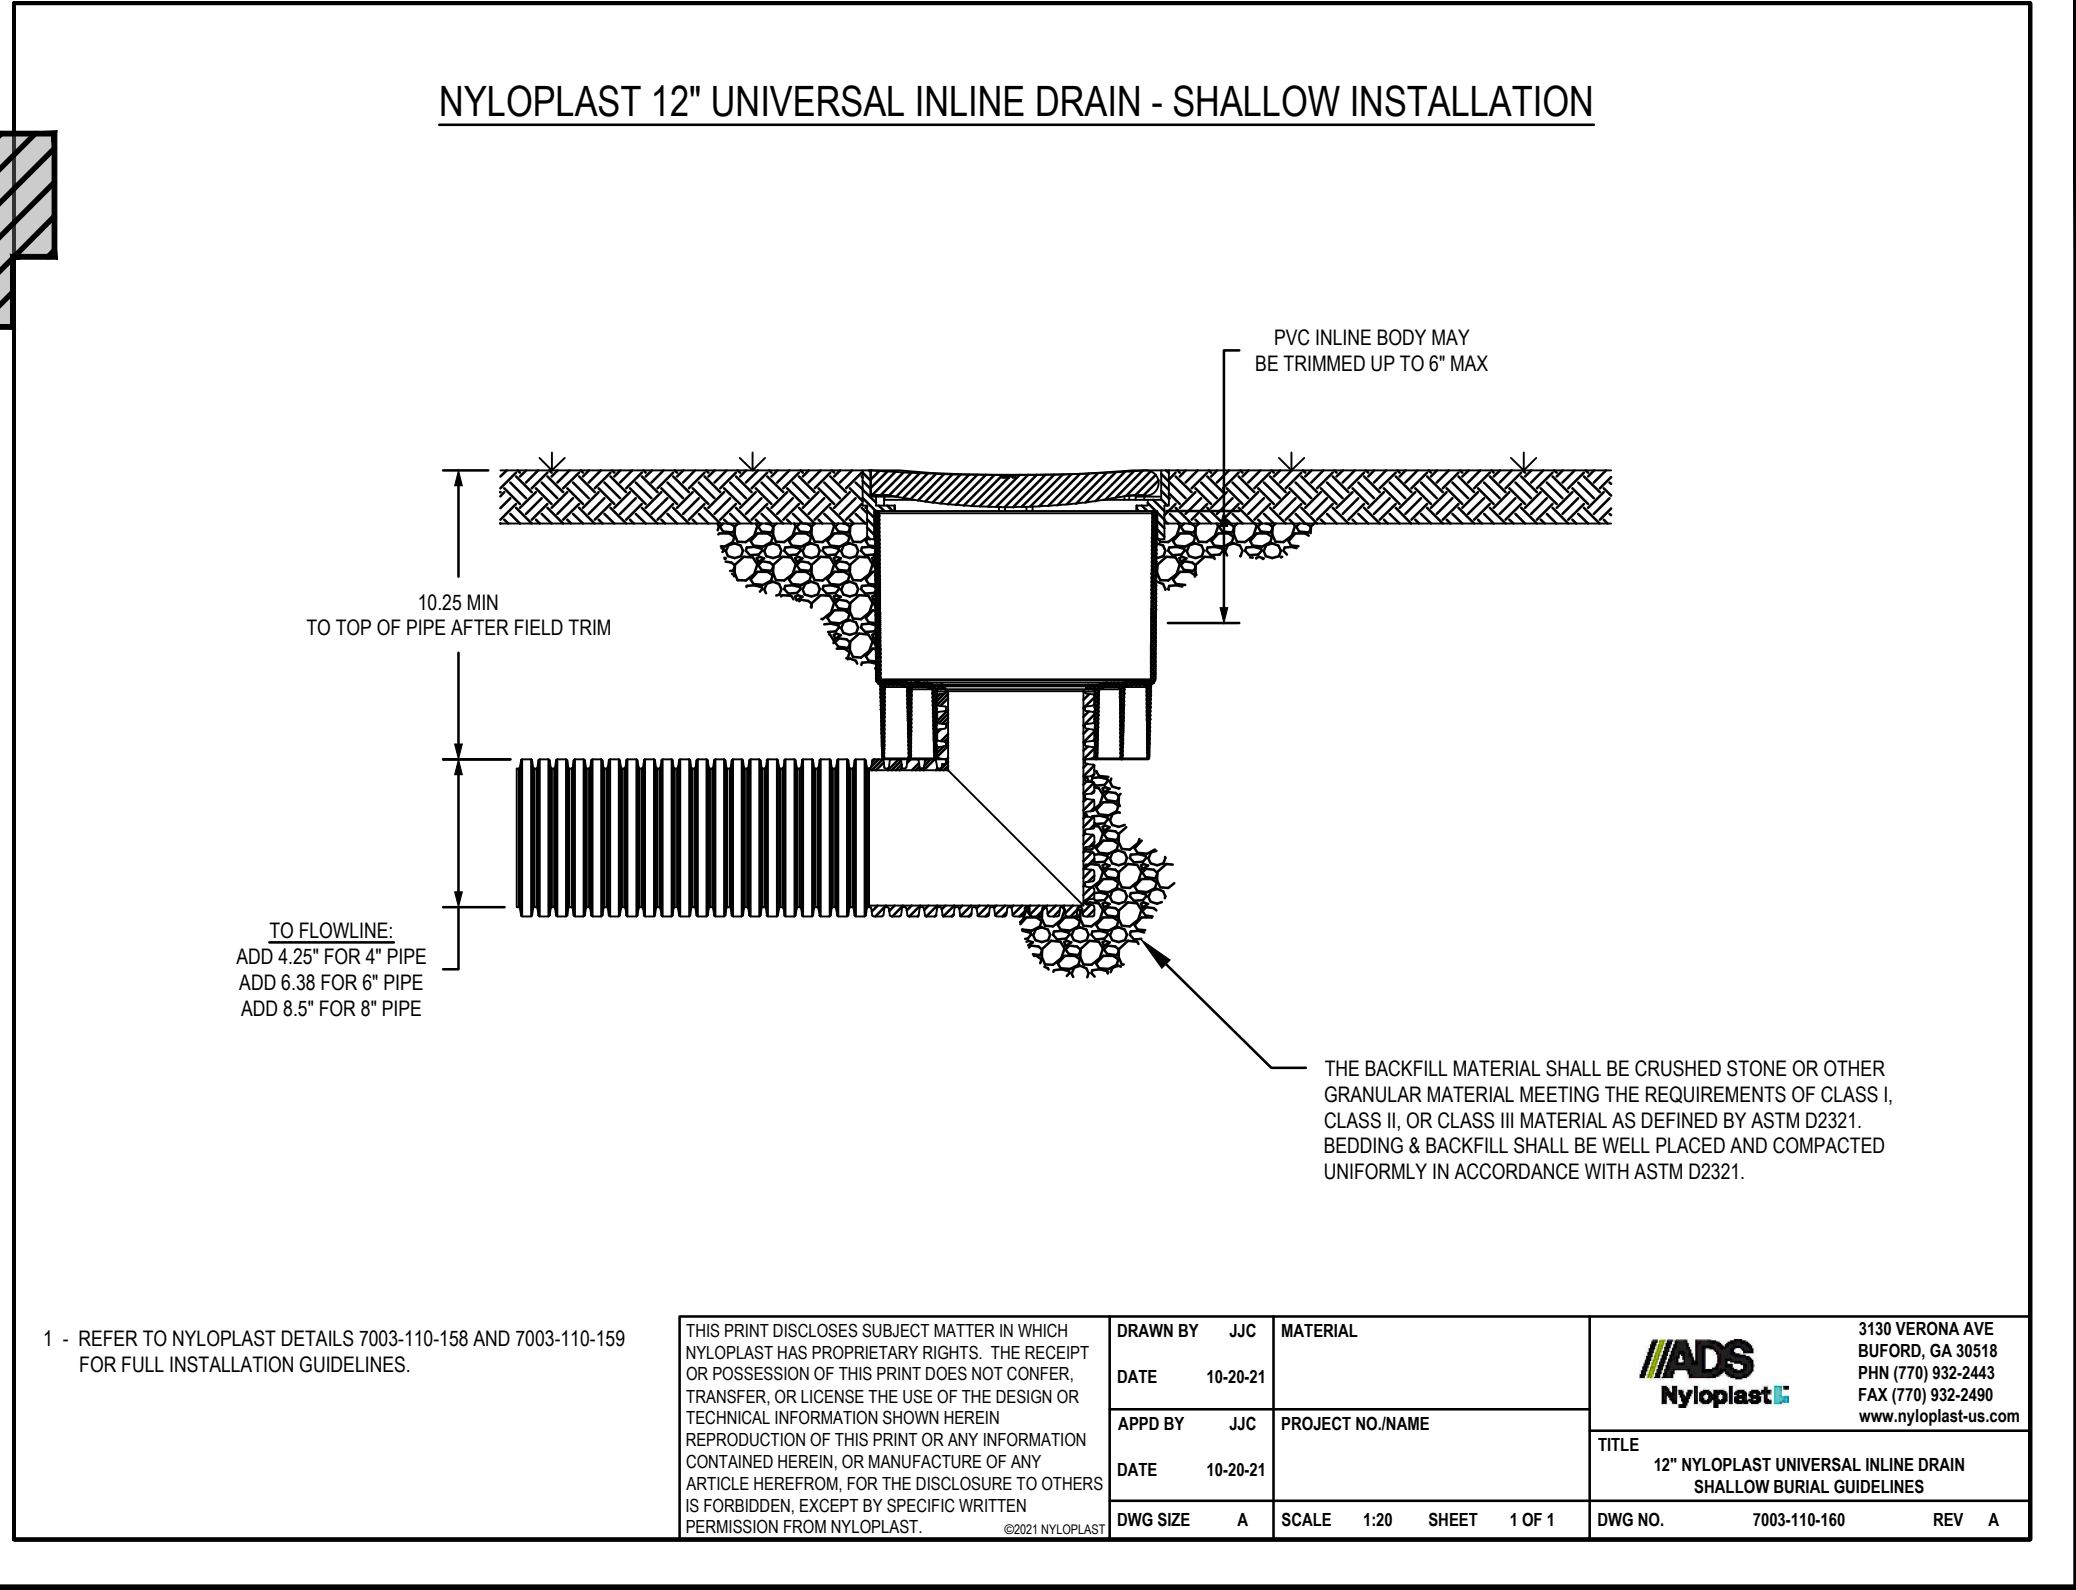 NYLOPLAST 12" UNIVERSAL INLINE DRAIN - SHALLOW INSTALLATION
PVC INLINE BODY MAY
BE TRIMMED UP TO 6" MAX
10.25 MIN
TO TOP OF PIPE AFTER FIELD TRIM
TO FLOWLINE:
ADD 4.25" FOR 4" PIPE
ADD 6.38 FOR 6" PIPE
ADD 8.5" FOR 8" PIPE
THE BACKFILL MATERIAL SHALL BE CRUSHED STONE OR OTHER
GRANULAR MATERIAL MEETING THE REQUIREMENTS OF CLASS I,
CLASS II, OR CLASS III MATERIAL AS DEFINED BY ASTM D2321.
BEDDING & BACKFILL SHALL BE WELL PLACED AND COMPACTED
UNIFORMLY IN ACCORDANCE WITH ASTM D2321.
1 - REFER TO NYLOPLAST DETAILS 7003-110-158 AND 7003-110-159
FOR FULL INSTALLATION GUIDELINES.
THIS PRINT DISCLOSES SUBJECT MATTER IN WHICH
NYLOPLAST HAS PROPRIETARY RIGHTS. THE RECEIPT
OR POSSESSION OF THIS PRINT DOES NOT CONFER,
TRANSFER, OR LICENSE THE USE OF THE DESIGN OR
TECHNICAL INFORMATION SHOWN HEREIN
REPRODUCTION OF THIS PRINT OR ANY INFORMATION
CONTAINED HEREIN, OR MANUFACTURE OF ANY
ARTICLE HEREFROM, FOR THE DISCLOSURE TO OTHERS
IS FORBIDDEN, EXCEPT BY SPECIFIC WRITTEN
PERMISSION FROM NYLOPLAST.
©2021 NYLOPLAST
DRAWN BY JJC
DATE 10-20-21
APPD BY JJC
DATE 10-20-21
DWG SIZE A
MATERIAL
PROJECT NO./NAME
SCALE 1:20 SHEET 1 OF 1
ADS
Nyloplast
3130 VERONA AVE
BUFORD, GA 30518
PHN (770) 932-2443
FAX (770) 932-2490
www.nyloplast-us.com
TITLE
12" NYLOPLAST UNIVERSAL INLINE DRAIN
SHALLOW BURIAL GUIDELINES
DWG NO. 7003-110-160 REV A